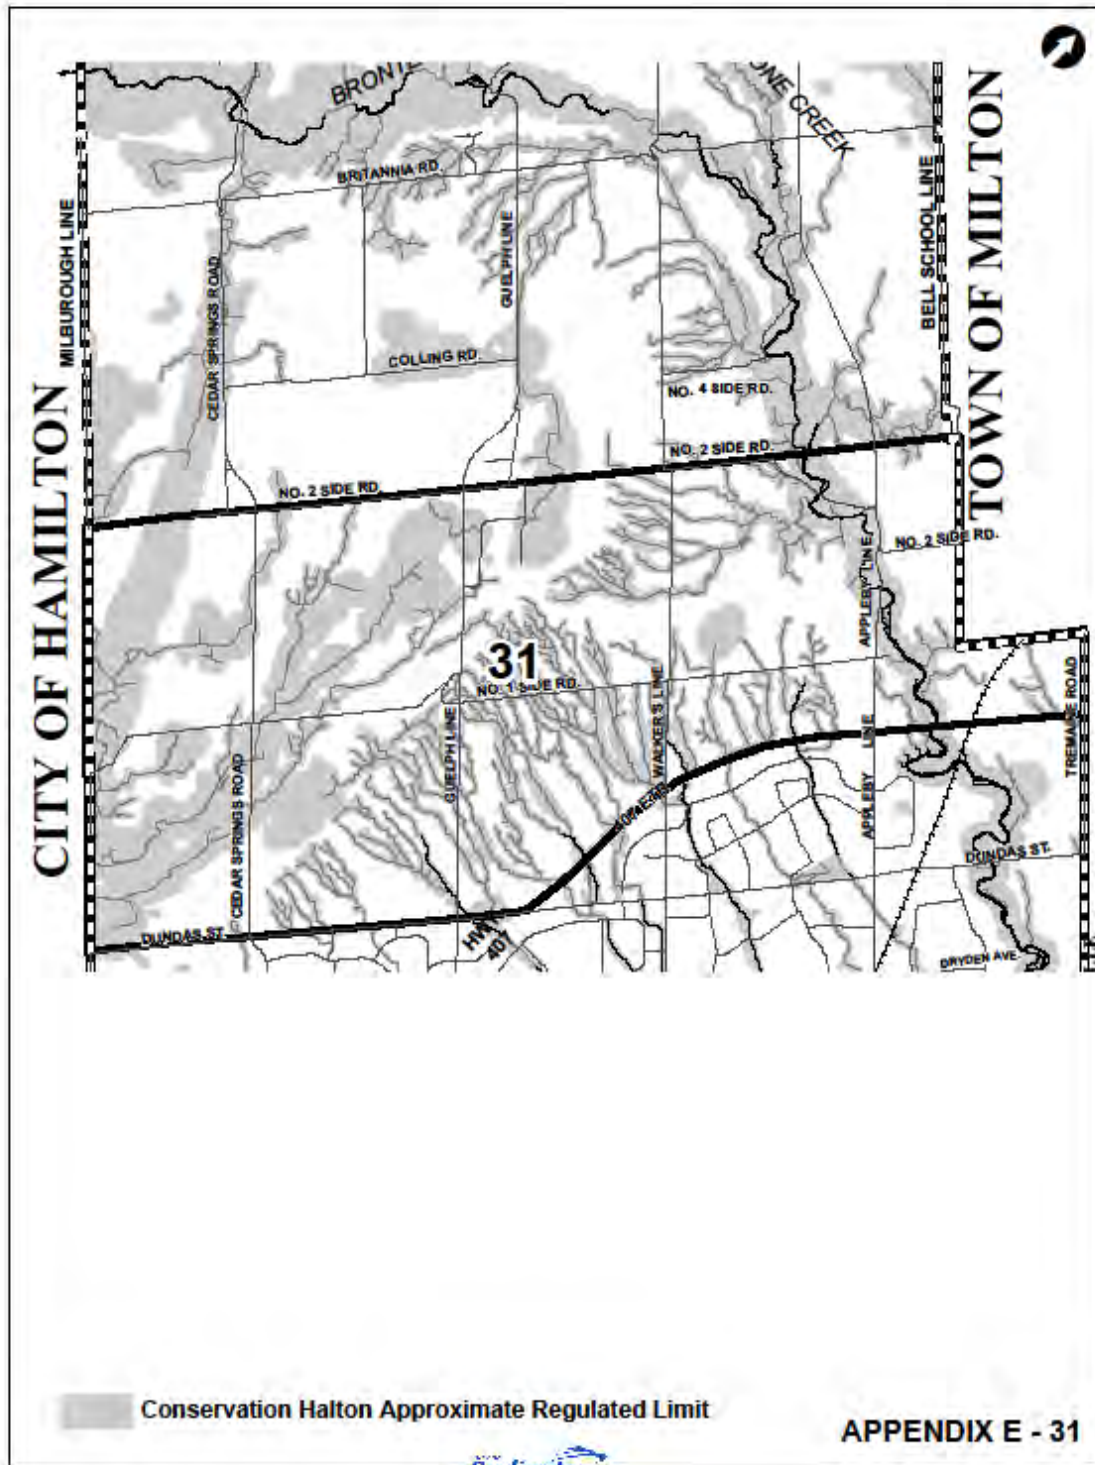 BRONTE
ONE CREEK
BRITANNIA RD.
MILBOROUGH LINE
CEDAR SPRINGS ROAD
GUELPH LINE
BELL SCHOOL LINE
TOWN OF MILTON
COLLING RD.
NO. 4 SIDE RD.
NO. 2 SIDE RD.
NO. 2 SIDE RD.
NO. 2 SIDE RD.
CITY OF HAMILTON
APPLEBY LINE
31
NO. 1 SIDE RD.
WALKER'S LINE
GUELPH LINE
TREMAINE ROAD
APPLEBY LINE
CEDAR SPRINGS ROAD
DUNDAS ST.
DUNDAS ST.
HWY
407
DRYDEN AVE.
Conservation Halton Approximate Regulated Limit
APPENDIX E - 31